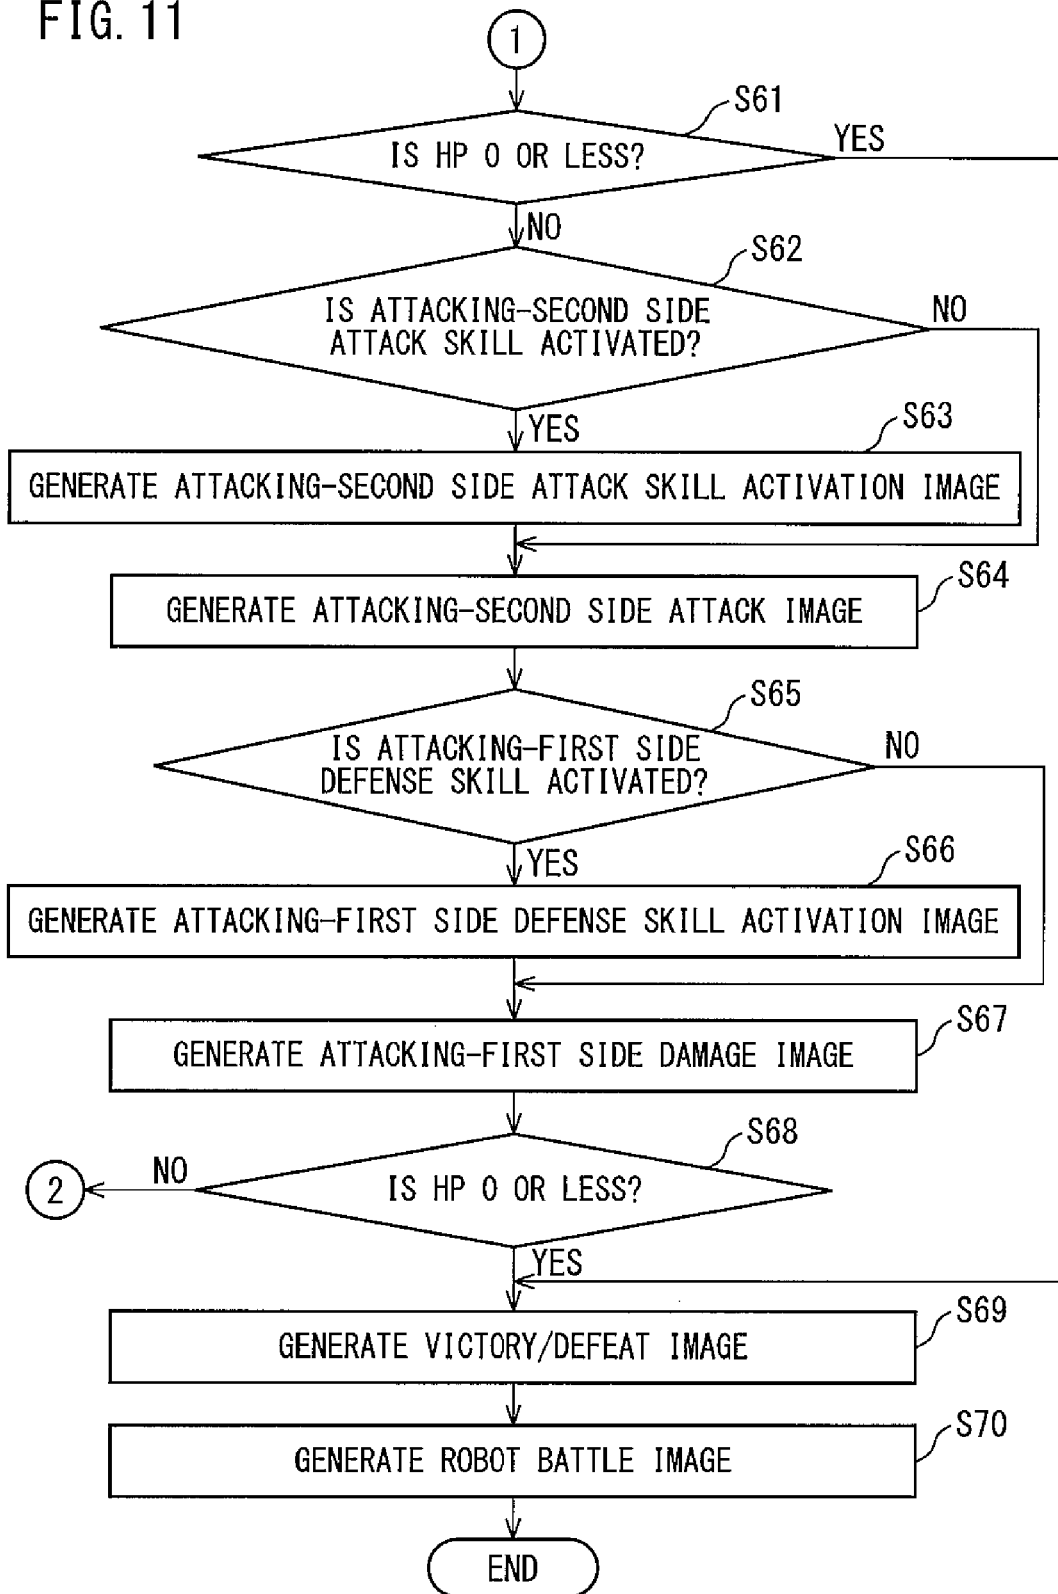 FIG. 11
1
S61
IS HP 0 OR LESS?
YES
NO
S62
IS ATTACKING-SECOND SIDE
ATTACK SKILL ACTIVATED?
NO
YES
S63
GENERATE ATTACKING-SECOND SIDE ATTACK SKILL ACTIVATION IMAGE
S64
GENERATE ATTACKING-SECOND SIDE ATTACK IMAGE
S65
IS ATTACKING-FIRST SIDE
DEFENSE SKILL ACTIVATED?
NO
YES
S66
GENERATE ATTACKING-FIRST SIDE DEFENSE SKILL ACTIVATION IMAGE
S67
GENERATE ATTACKING-FIRST SIDE DAMAGE IMAGE
S68
IS HP 0 OR LESS?
NO
2
YES
S69
GENERATE VICTORY/DEFEAT IMAGE
S70
GENERATE ROBOT BATTLE IMAGE
END